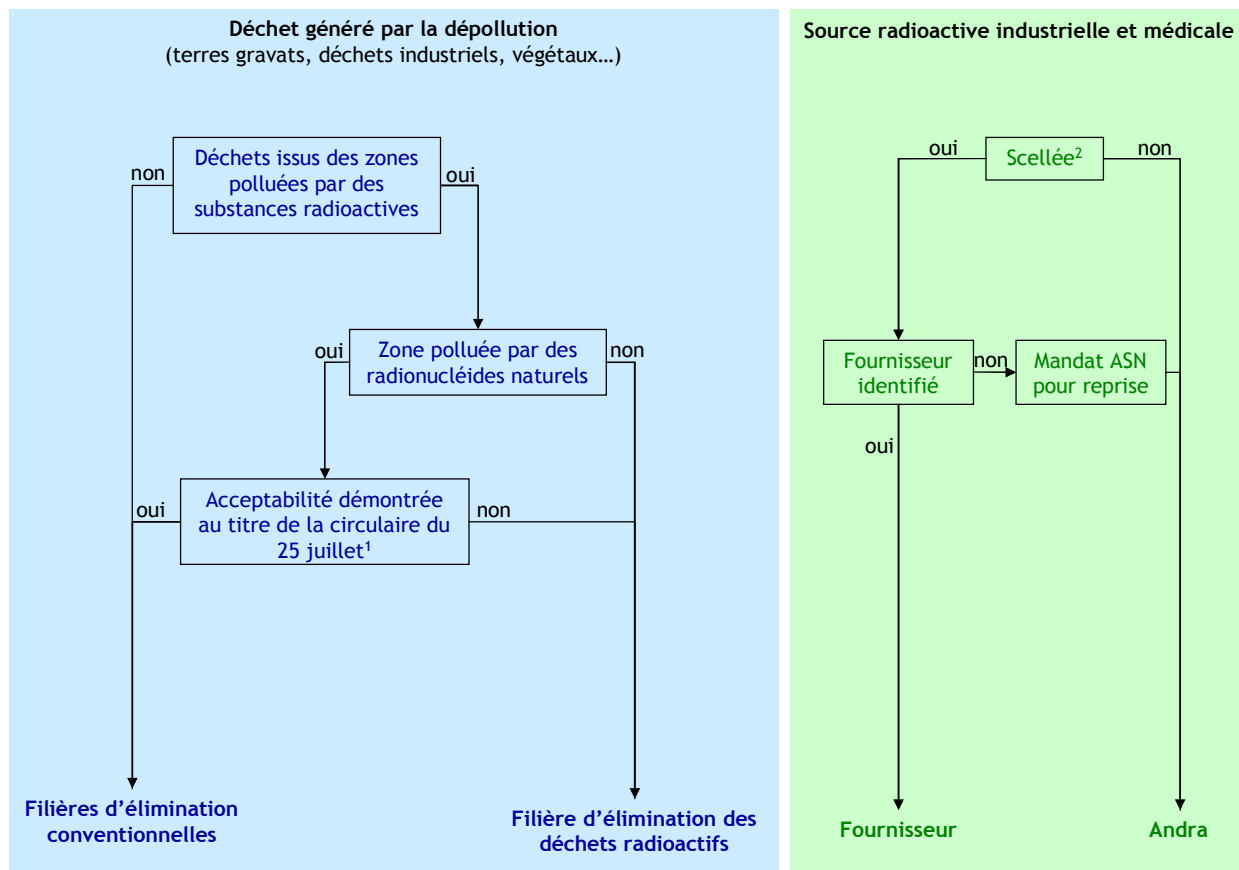 Déchet généré par la dépollution
(terres gravats, déchets industriels, végétaux…)
non
Déchets issus des zones
polluées par des
substances radioactives
oui
oui
Zone polluée par des
radionucléides naturels
non
oui
Acceptabilité démontrée
au titre de la circulaire du
25 juillet¹
non
Filières d’élimination
conventionnelles
Filière d’élimination des
déchets radioactifs
Source radioactive industrielle et médicale
oui
Scellée²
non
Fournisseur
identifié
non
Mandat ASN
pour reprise
oui
Fournisseur
Andra